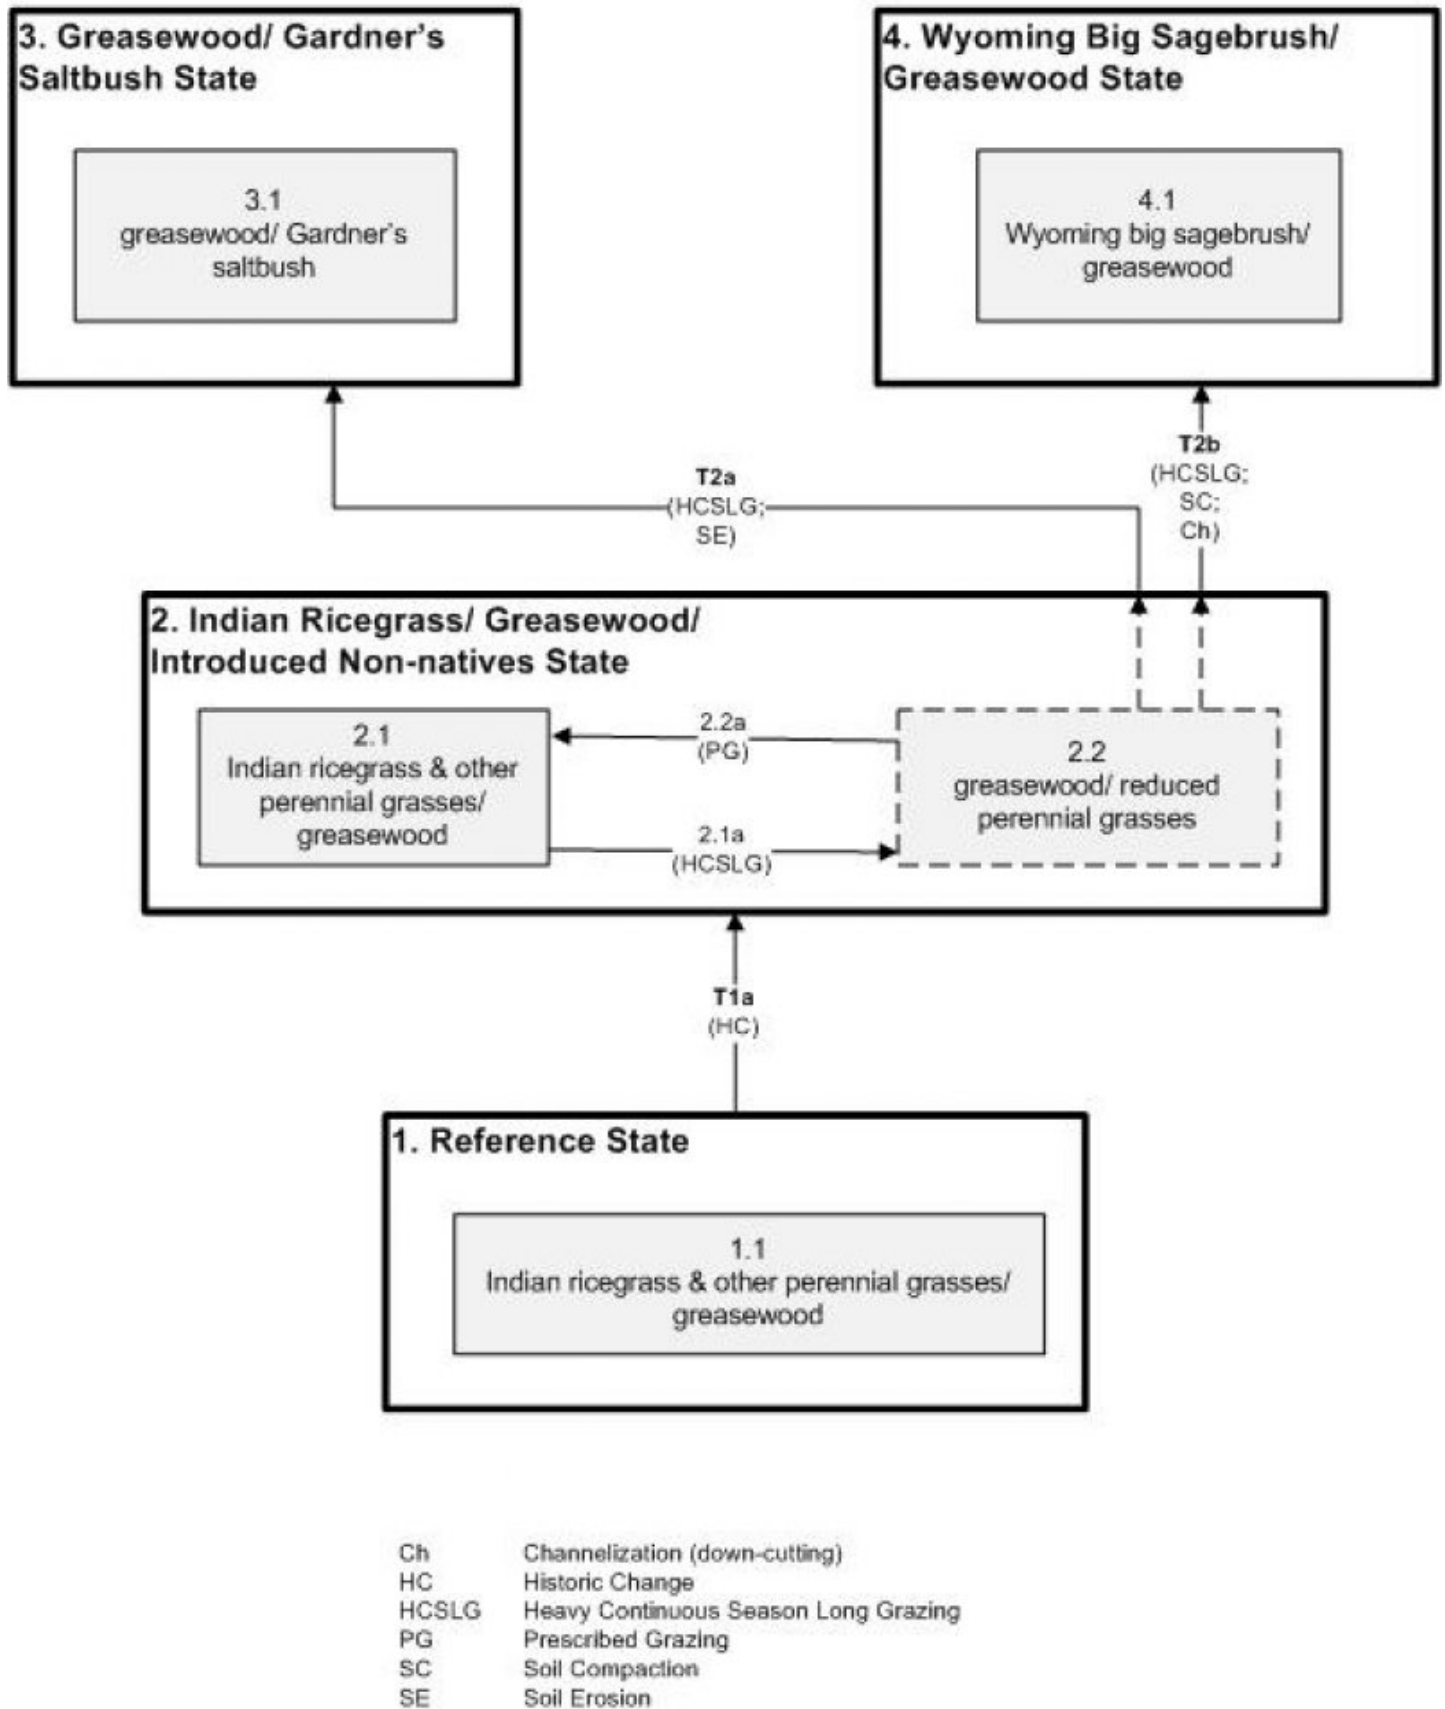 3. Greasewood/ Gardner's
Saltbush State
3.1
greasewood/ Gardner's
saltbush
4. Wyoming Big Sagebrush/
Greasewood State
4.1
Wyoming big sagebrush/
greasewood
T2a
(HCSLG;
SE)
T2b
(HCSLG;
SC;
Ch)
2. Indian Ricegrass/ Greasewood/
Introduced Non-natives State
2.1
Indian ricegrass & other
perennial grasses/
greasewood
2.2a
(PG)
2.1a
(HCSLG)
2.2
greasewood/ reduced
perennial grasses
T1a
(HC)
1. Reference State
1.1
Indian ricegrass & other perennial grasses/
greasewood
Ch Channelization (down-cutting)
HC Historic Change
HCSLG Heavy Continuous Season Long Grazing
PG Prescribed Grazing
SC Soil Compaction
SE Soil Erosion